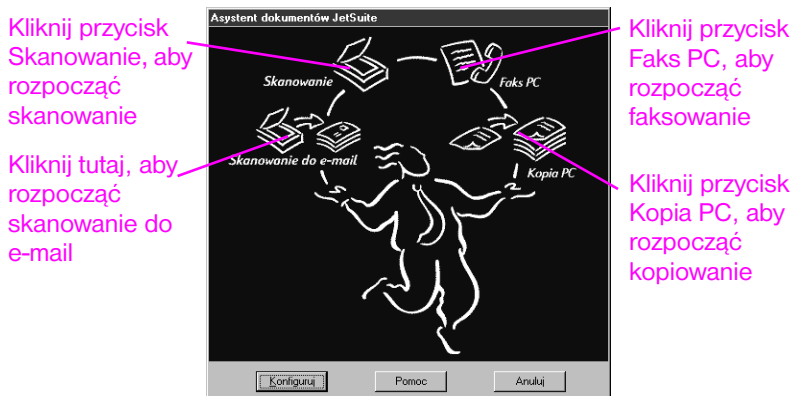 Kliknij przycisk
Skanowanie, aby
rozpocząć
skanowanie
Kliknij tutaj, aby
rozpocząć
skanowanie do
e-mail
Asystent dokumentów JetSuite
Skanowanie
Faks PC
Skanowanie do e-mail
Kopia PC
Konfiguruj
Pomoc
Anuluj
Kliknij przycisk
Faks PC, aby
rozpocząć
faksowanie
Kliknij przycisk
Kopia PC, aby
rozpocząć
kopiowanie